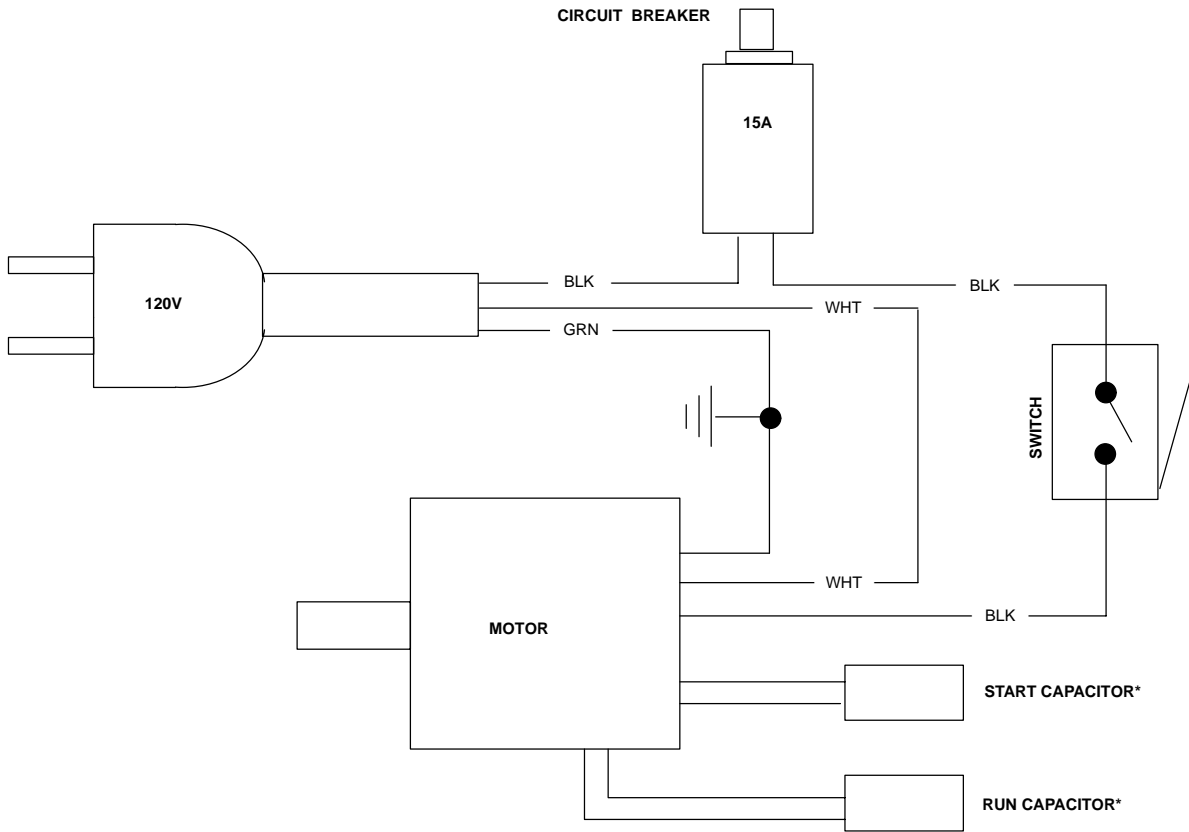 CIRCUIT BREAKER
15A
120V
BLK
BLK
WHT
GRN
SWITCH
WHT
MOTOR
BLK
START CAPACITOR*
RUN CAPACITOR*